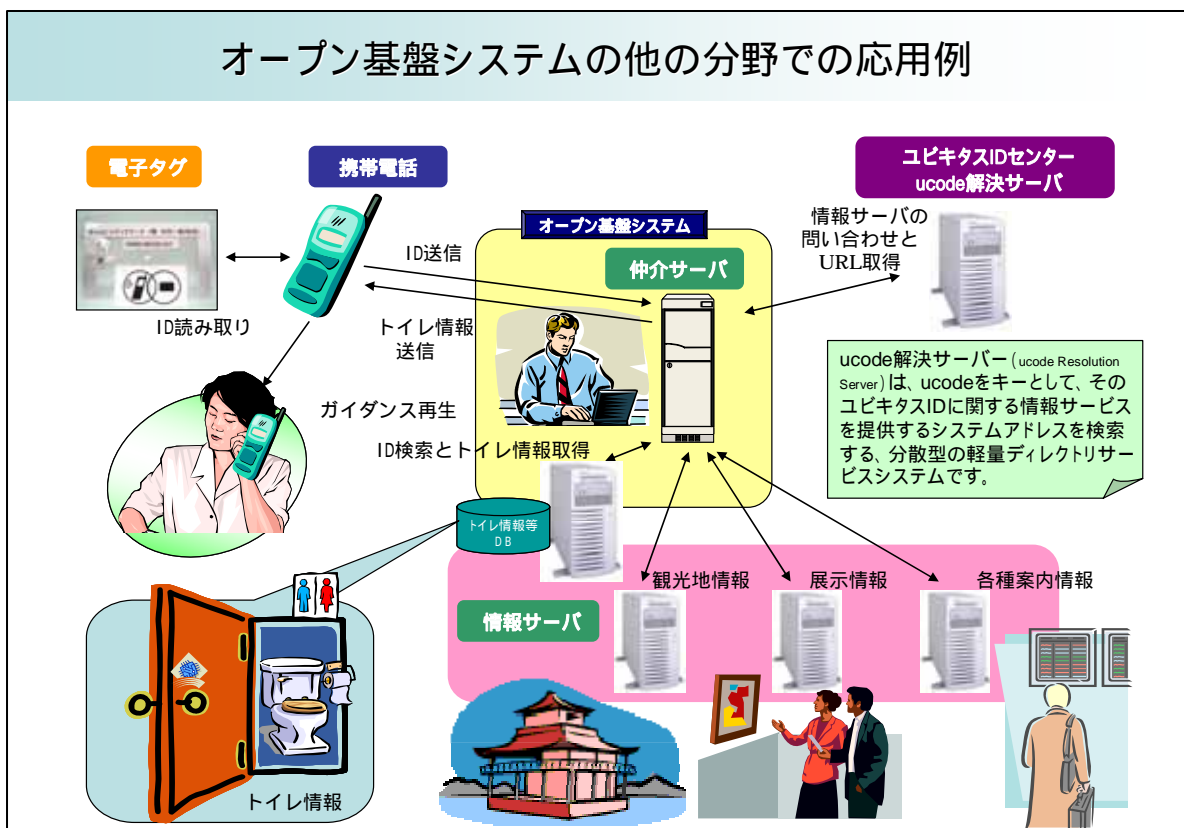 オープン基盤システムの他の分野での応用例
電子タグ
携帯電話
ユビキタスIDセンター
ucode解決サーバ
オープン基盤システム
仲介サーバ
情報サーバの
問い合わせと
URL取得
ID送信
ID読み取り
トイレ情報
送信
ガイダンス再生
ID検索とトイレ情報取得
ucode解決サーバー(ucode Resolution
Server)は、ucodeをキーとして、その
ユビキタスIDに関する情報サービス
を提供するシステムアドレスを検索
する、分散型の軽量ディレクトリサー
ビスシステムです。
トイレ情報等
DB
観光地情報
展示情報
各種案内情報
情報サーバ
トイレ情報